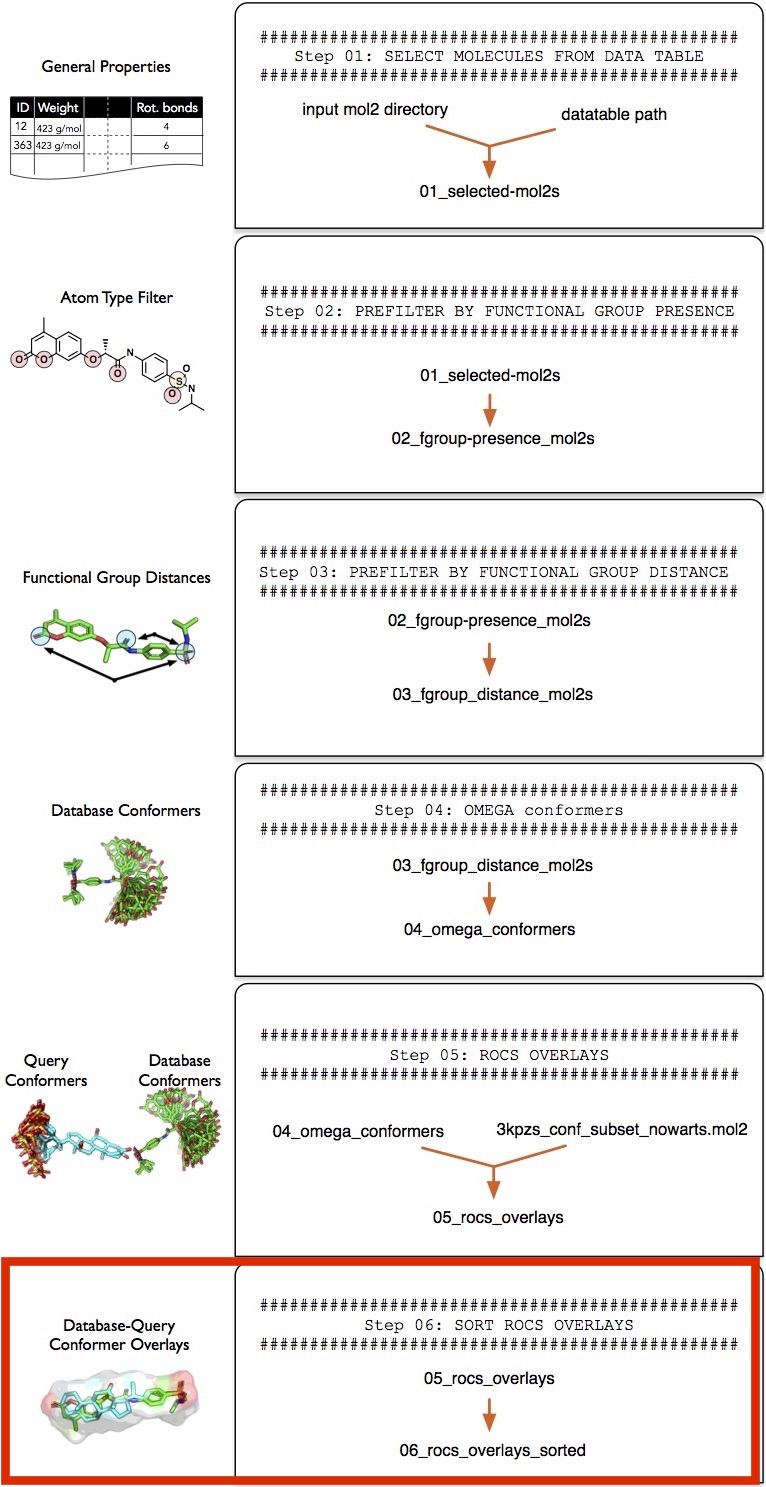 General Properties
ID Weight Rot. bonds
12 423 g/mol 4
363 423 g/mol 6
################################################
Step 01: SELECT MOLECULES FROM DATA TABLE
################################################
input mol2 directory
datatable path
01_selected-mol2s
Atom Type Filter
O O O N O O S O N
################################################
Step 02: PREFILTER BY FUNCTIONAL GROUP PRESENCE
################################################
01_selected-mol2s
02_fgroup-presence_mol2s
Functional Group Distances
################################################
Step 03: PREFILTER BY FUNCTIONAL GROUP DISTANCE
################################################
02_fgroup-presence_mol2s
03_fgroup_distance_mol2s
Database Conformers
################################################
Step 04: OMEGA conformers
################################################
03_fgroup_distance_mol2s
04_omega_conformers
Query
Conformers
Database
Conformers
################################################
Step 05: ROCS OVERLAYS
################################################
04_omega_conformers
3kpzs_conf_subset_nowarts.mol2
05_rocs_overlays
Database-Query
Conformer Overlays
################################################
Step 06: SORT ROCS OVERLAYS
################################################
05_rocs_overlays
06_rocs_overlays_sorted